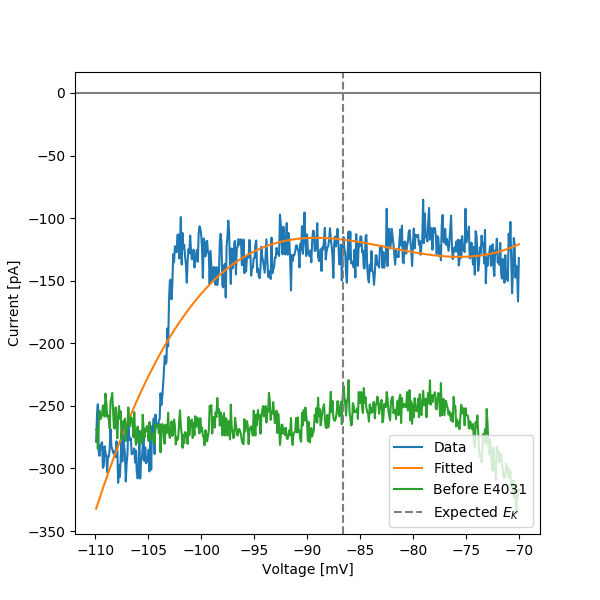 0
−50
−100
−150
−200
−250
−300
−350
Current [pA]
Data
Fitted
Before E4031
Expected E_K
−110 −105 −100 −95 −90 −85 −80 −75 −70
Voltage [mV]